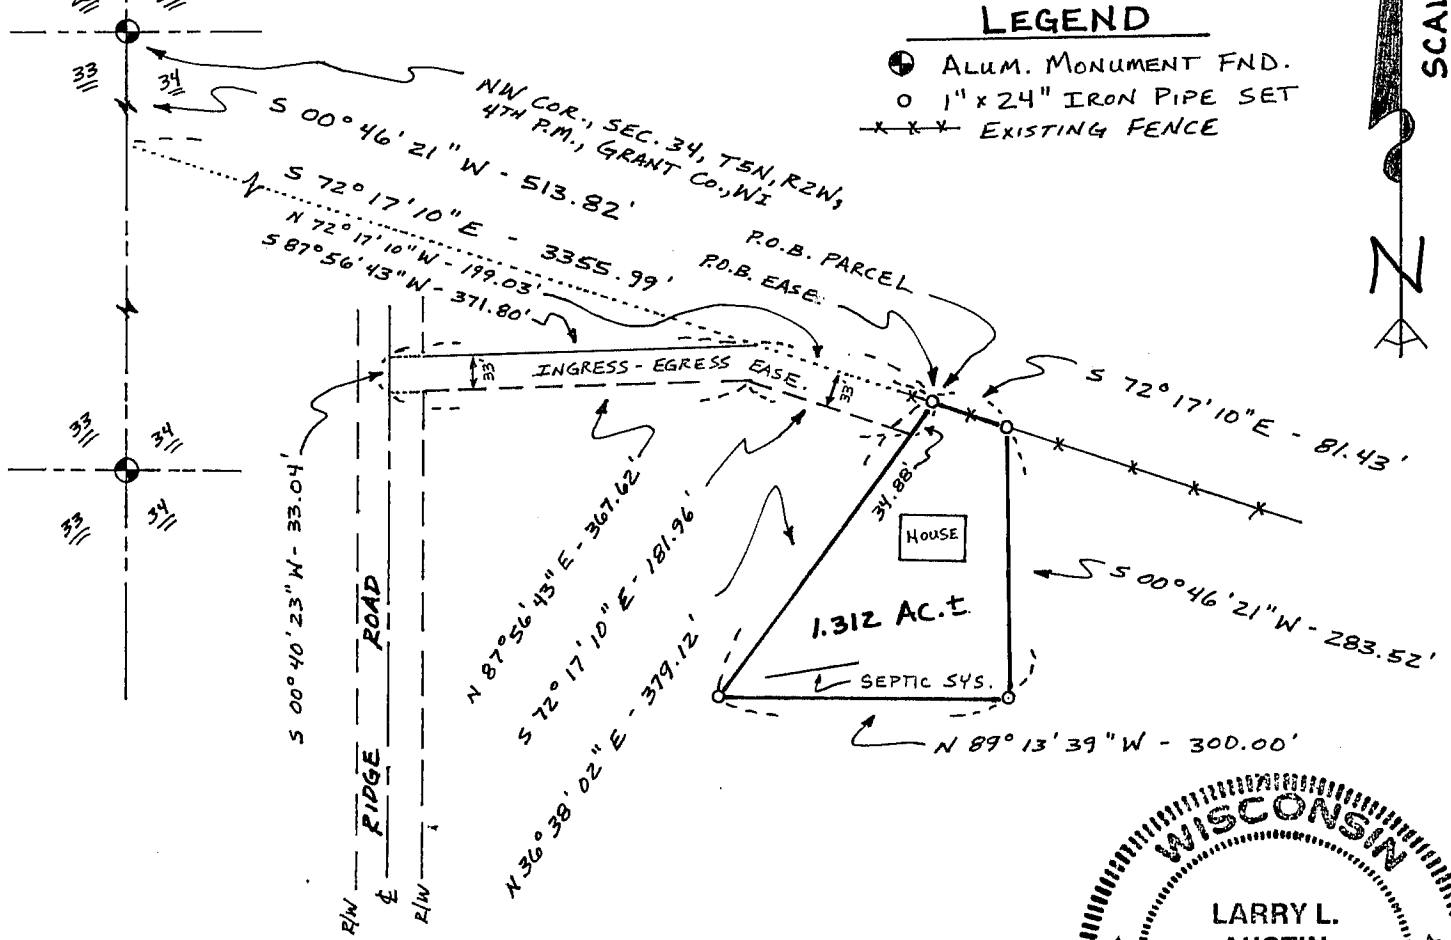 LEGEND
ALUM. MONUMENT FND.
1" x 24" IRON PIPE SET
EXISTING FENCE
33
34
NW COR., SEC. 34, T5N, R2W,
4TH P.M., GRANT CO., WI
S 00° 46' 21" W - 513.82'
S 72° 17' 10" E - 3355.99'
N 72° 17' 10" W - 199.03'
S 87° 56' 43" W - 371.80'
P.O.B. PARCEL
P.O.B. EASE.
N
33'
INGRESS - EGRESS EASE.
33'
S 72° 17' 10" E - 81.43'
33
34
33
34
34.88'
HOUSE
S 00° 40' 23" W - 33.04'
N 87° 56' 43" E - 367.62'
S 72° 17' 10" E - 181.96'
N 36° 38' 02" E - 379.12'
S 00° 46' 21" W - 283.52'
1.312 AC.±
SEPTIC SYS.
N 89° 13' 39" W - 300.00'
RIDGE ROAD
R/W
℄
R/W
WISCONSIN
LARRY L.
AUSTIN